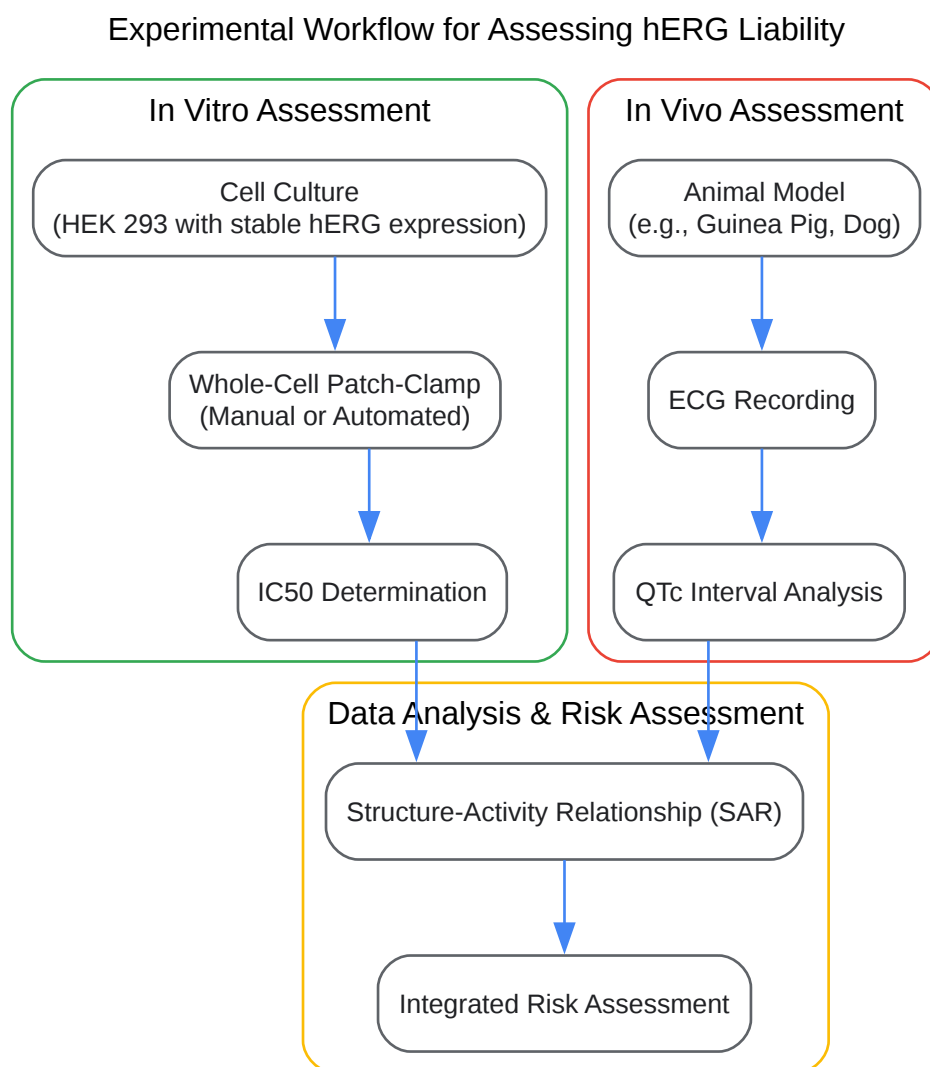 Experimental Workflow for Assessing hERG Liability
In Vitro Assessment
Cell Culture
(HEK 293 with stable hERG expression)
Whole-Cell Patch-Clamp
(Manual or Automated)
IC50 Determination
In Vivo Assessment
Animal Model
(e.g., Guinea Pig, Dog)
ECG Recording
QTc Interval Analysis
Data Analysis & Risk Assessment
Structure-Activity Relationship (SAR)
Integrated Risk Assessment